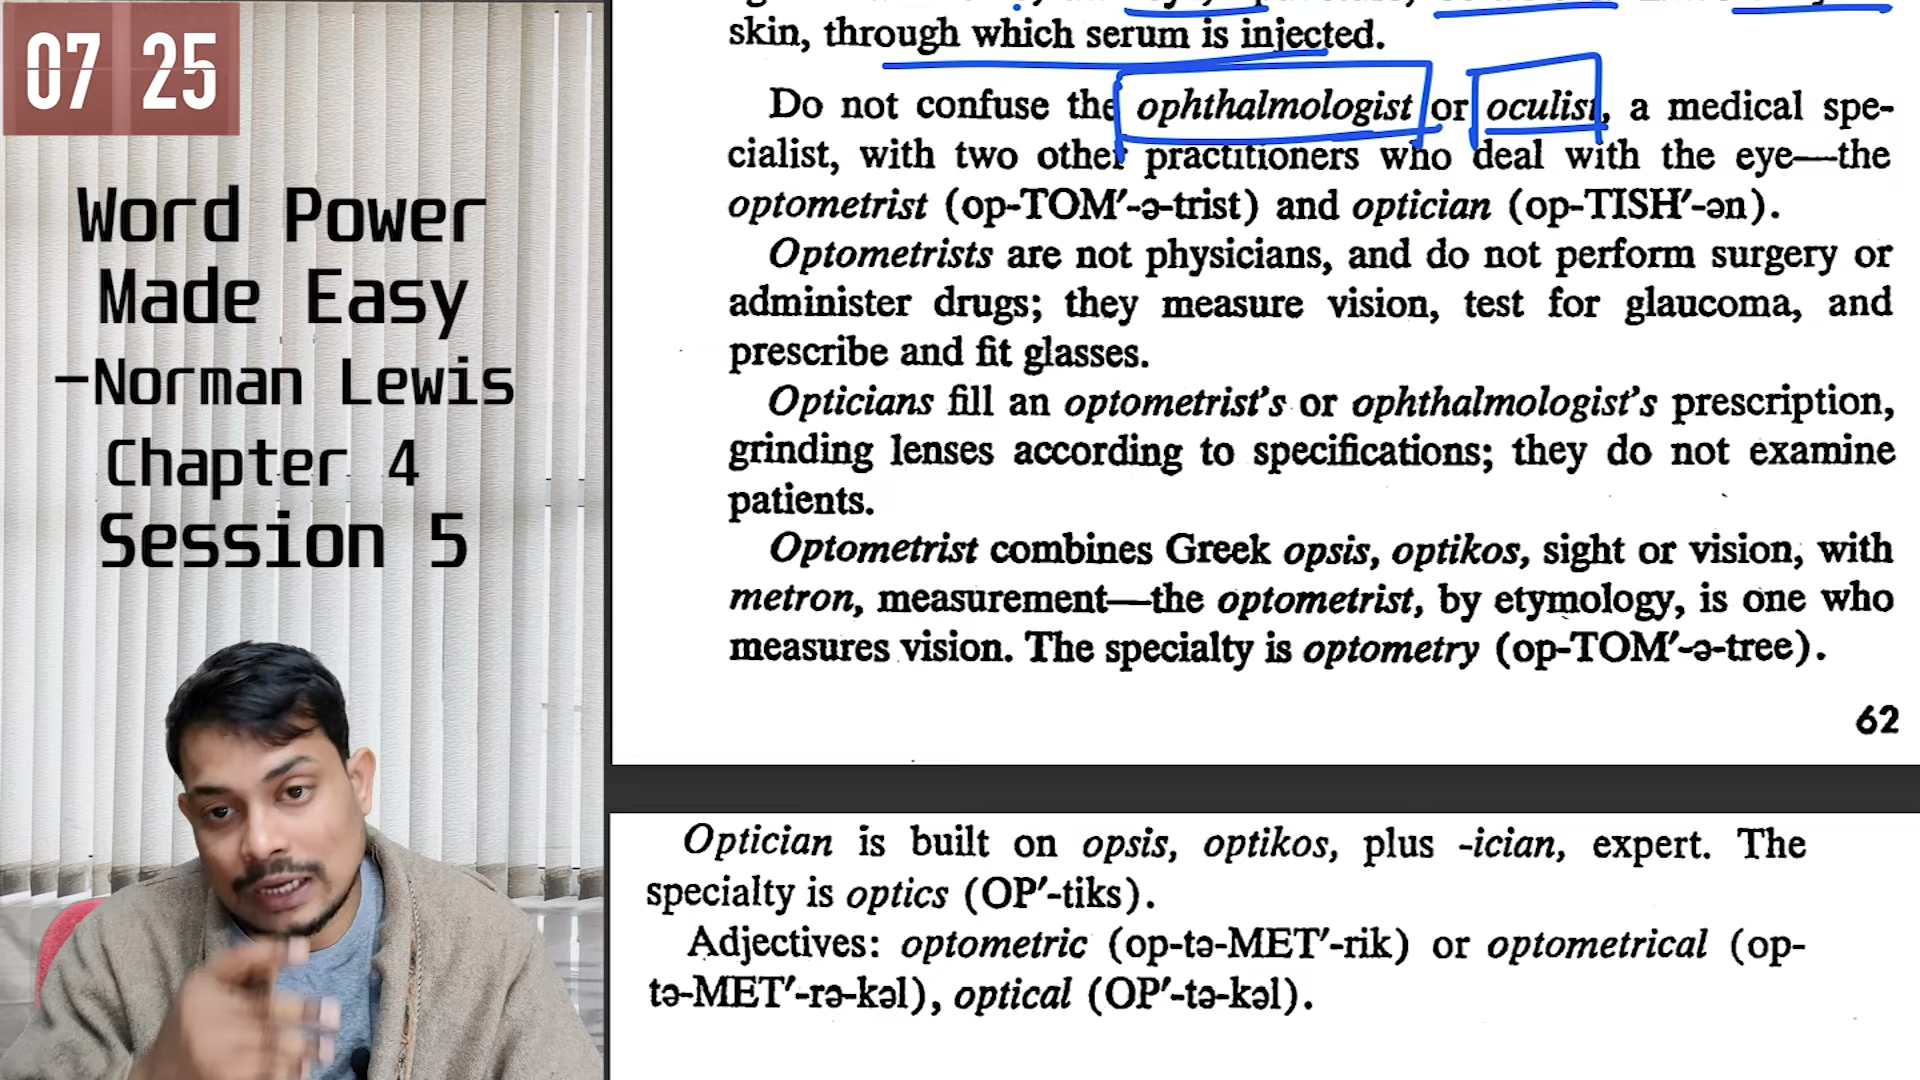 07 25
Word Power
Made Easy
-Norman Lewis
Chapter 4
Session 5
skin, through which serum is injected.
Do not confuse the ophthalmologist or oculist, a medical spe-
cialist, with two other practitioners who deal with the eye—the
optometrist (op-TOM′-ə-trist) and optician (op-TISH′-ən).
Optometrists are not physicians, and do not perform surgery or
administer drugs; they measure vision, test for glaucoma, and
prescribe and fit glasses.
Opticians fill an optometrist's or ophthalmologist's prescription,
grinding lenses according to specifications; they do not examine
patients.
Optometrist combines Greek opsis, optikos, sight or vision, with
metron, measurement—the optometrist, by etymology, is one who
measures vision. The specialty is optometry (op-TOM′-ə-tree).
62
Optician is built on opsis, optikos, plus -ician, expert. The
specialty is optics (OP′-tiks).
Adjectives: optometric (op-tə-MET′-rik) or optometrical (op-
tə-MET′-rə-kəl), optical (OP′-tə-kəl).